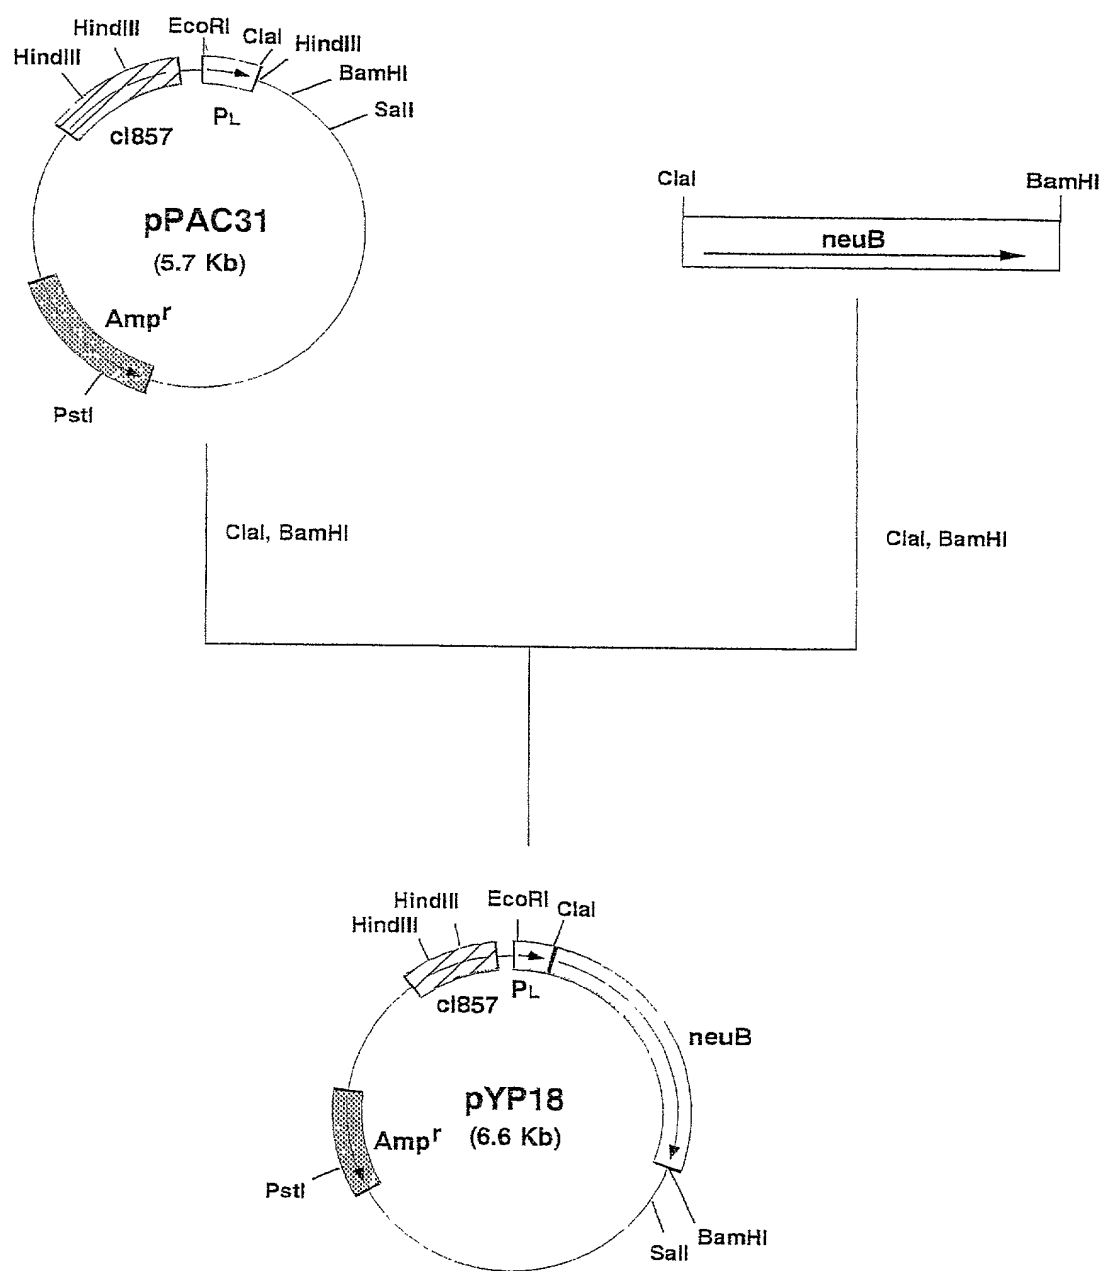 HindIII
HindIII
EcoRI
ClaI
HindIII
BamHI
SalI
PL
cI857
pPAC31
(5.7 Kb)
Ampr
PstI
ClaI
BamHI
neuB
ClaI, BamHI
ClaI, BamHI
HindIII
HindIII
EcoRI
ClaI
PL
cI857
neuB
pYP18
(6.6 Kb)
Ampr
PstI
BamHI
SalI